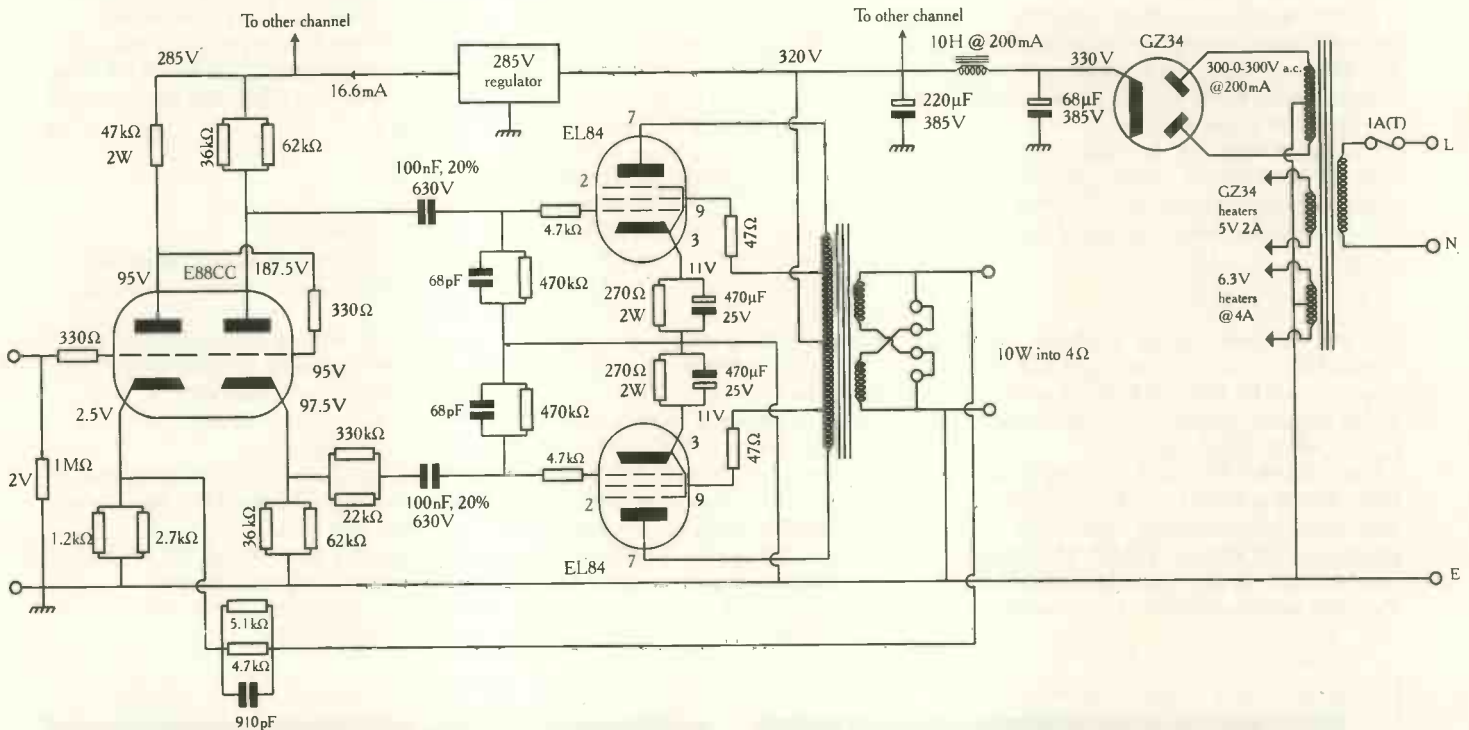 To other channel
285V
16.6mA
285V
regulator
320V
To other channel
10H @ 200mA
330V
GZ34
300-0-300V a.c.
@200mA
220µF
385V
68µF
385V
1A(T)
L
N
GZ34
heaters
5V 2A
6.3V
heaters
@ 4A
47kΩ
2W
36kΩ
62kΩ
100nF, 20%
630V
EL84
7
2
9
3
4.7kΩ
47Ω
95V
E88CC
187.5V
330Ω
330Ω
95V
2.5V
97.5V
68pF
470kΩ
11V
270Ω
2W
470µF
25V
270Ω
2W
470µF
25V
11V
68pF
470kΩ
10W into 4Ω
2V
1MΩ
1.2kΩ
2.7kΩ
36kΩ
62kΩ
330kΩ
22kΩ
100nF, 20%
630V
4.7kΩ
3
2
9
7
47Ω
EL84
E
5.1kΩ
4.7kΩ
910pF